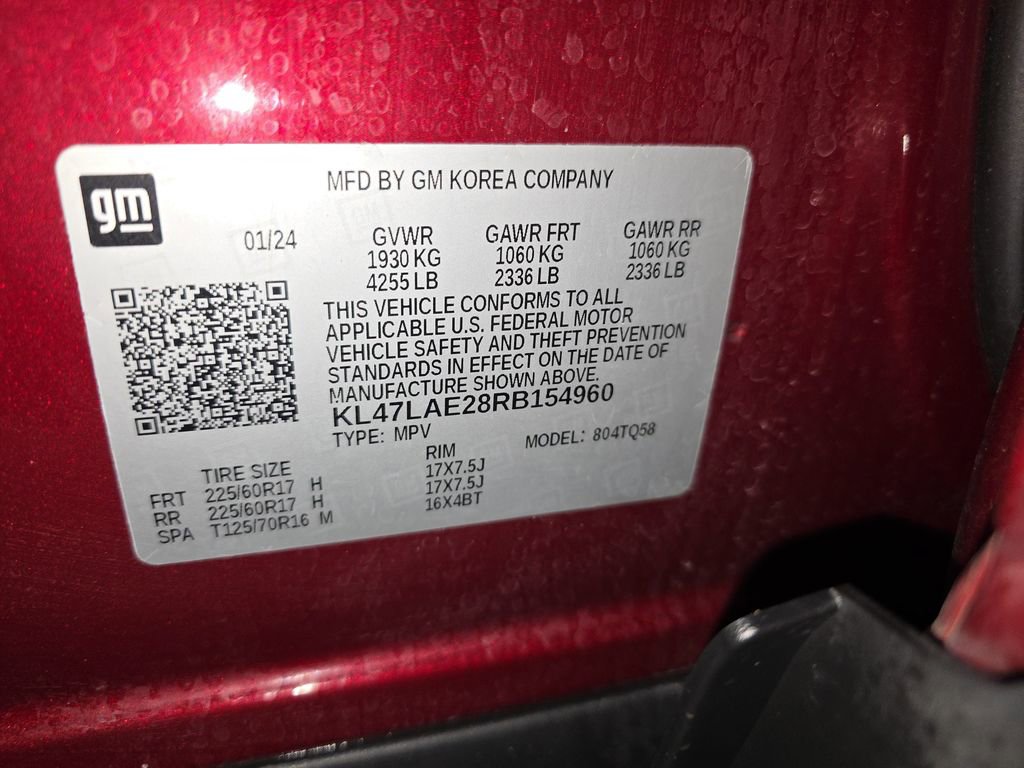 gm
MFD BY GM KOREA COMPANY
01/24
GVWR GAWR FRT GAWR RR
1930 KG 1060 KG 1060 KG
4255 LB 2336 LB 2336 LB
THIS VEHICLE CONFORMS TO ALL
APPLICABLE U.S. FEDERAL MOTOR
VEHICLE SAFETY AND THEFT PREVENTION
STANDARDS IN EFFECT ON THE DATE OF
MANUFACTURE SHOWN ABOVE.
KL47LAE28RB154960
TYPE: MPV MODEL: 804TQ58
TIRE SIZE RIM
FRT 225/60R17 H 17X7.5J
RR 225/60R17 H 17X7.5J
SPA T125/70R16 M 16X4BT